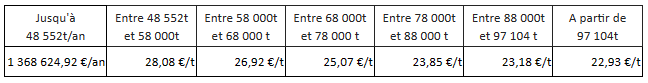 Jusqu'à Entre 48 552t Entre 58 000t Entre 68 000t Entre 78 000t Entre 88 000t A partir de
48 552t/an et 58 000t et 68 000 t et 78 000 t et 88 000 t et 97 104 t 97 104t
1 368 624,92 €/an 28,08 €/t 26,92 €/t 25,07 €/t 23,85 €/t 23,18 €/t 22,93 €/t